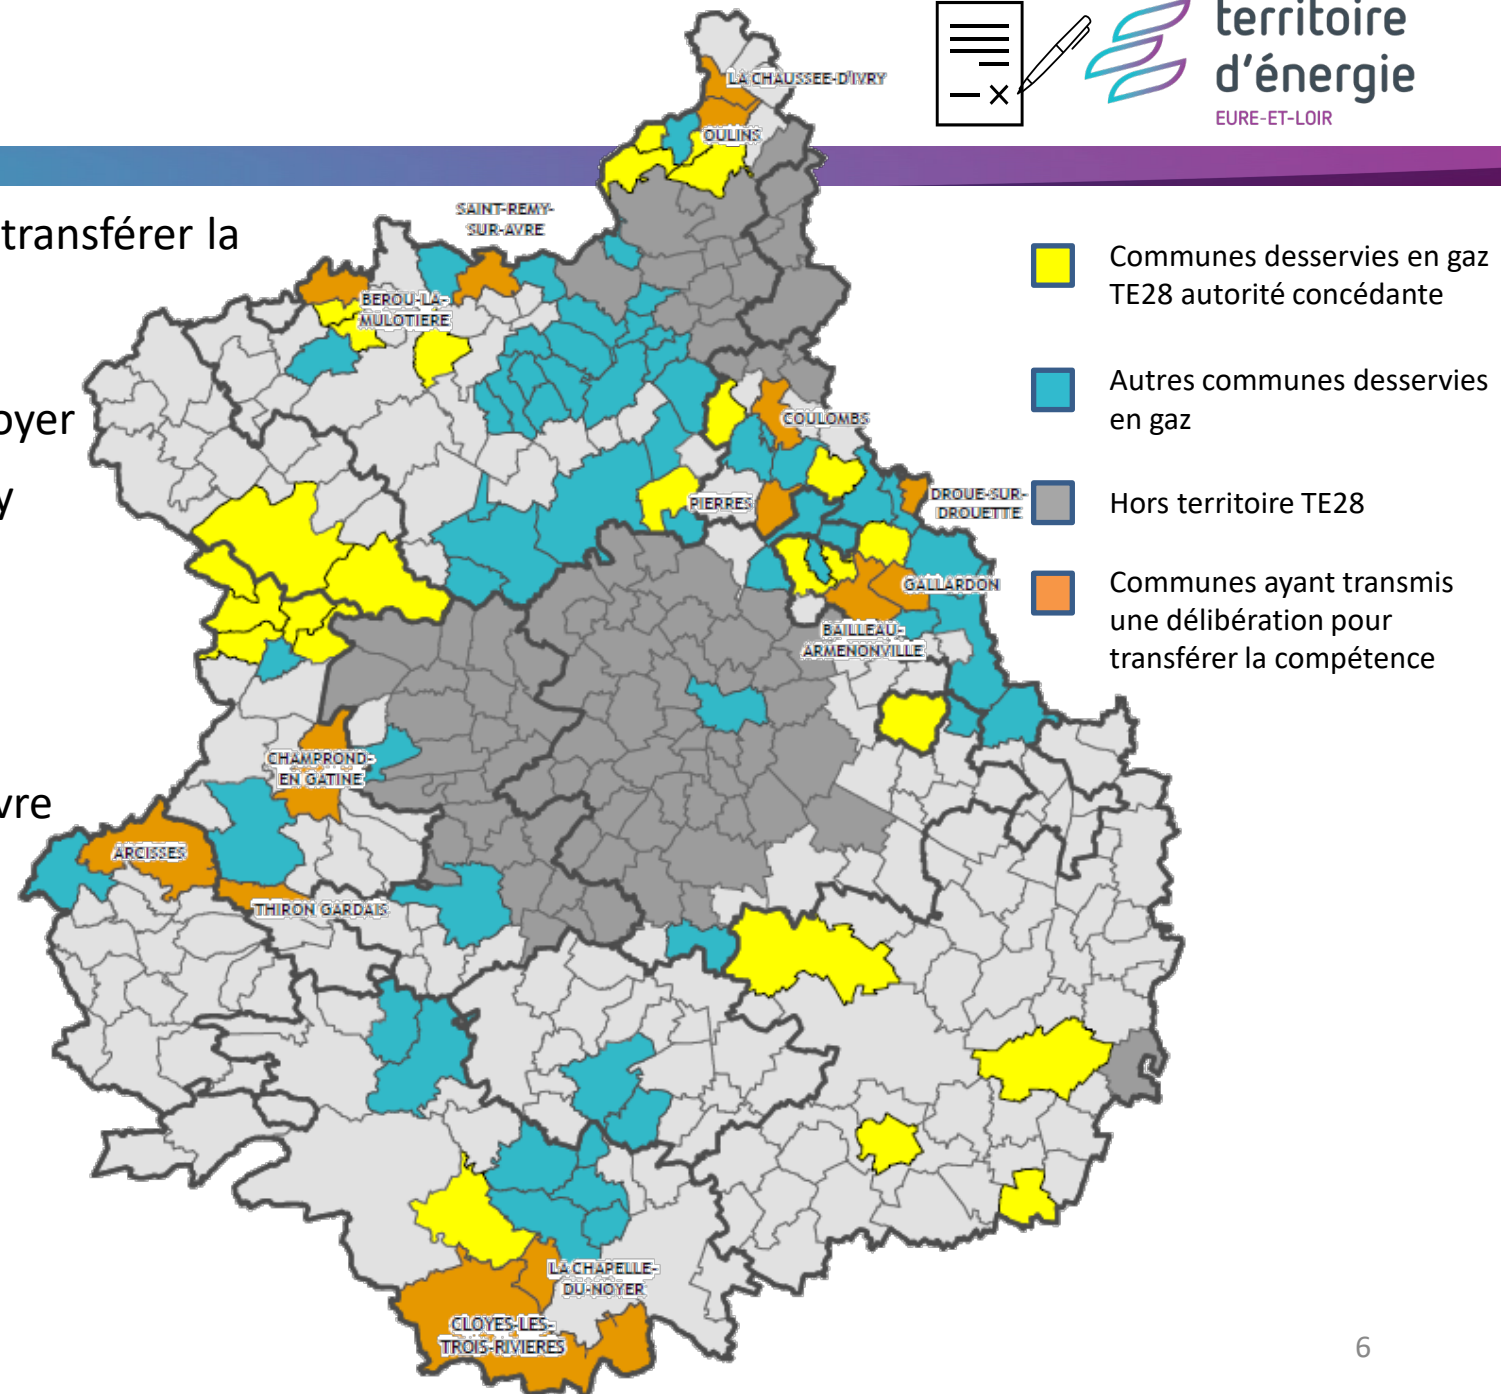 territoire
d'énergie
EURE-ET-LOIR
transférer la
oyer
y
vre
LA CHAUSSEE-D'IVRY
OULINS
SAINT-REMY-
SUR-AVRE
BEROU-LA-
MULOTIERE
COULOMBS
PIERRES
DROUE-SUR-
DROUETTE
GALLARDON
BAILLEAU-
ARMENONVILLE
CHAMPROND-
EN GATINE
ARCISSES
THIRON GARDAIS
LA CHAPELLE-
DU-NOYER
CLOYES-LES-
TROIS-RIVIERES
Communes desservies en gaz
TE28 autorité concédante
Autres communes desservies
en gaz
Hors territoire TE28
Communes ayant transmis
une délibération pour
transférer la compétence
6